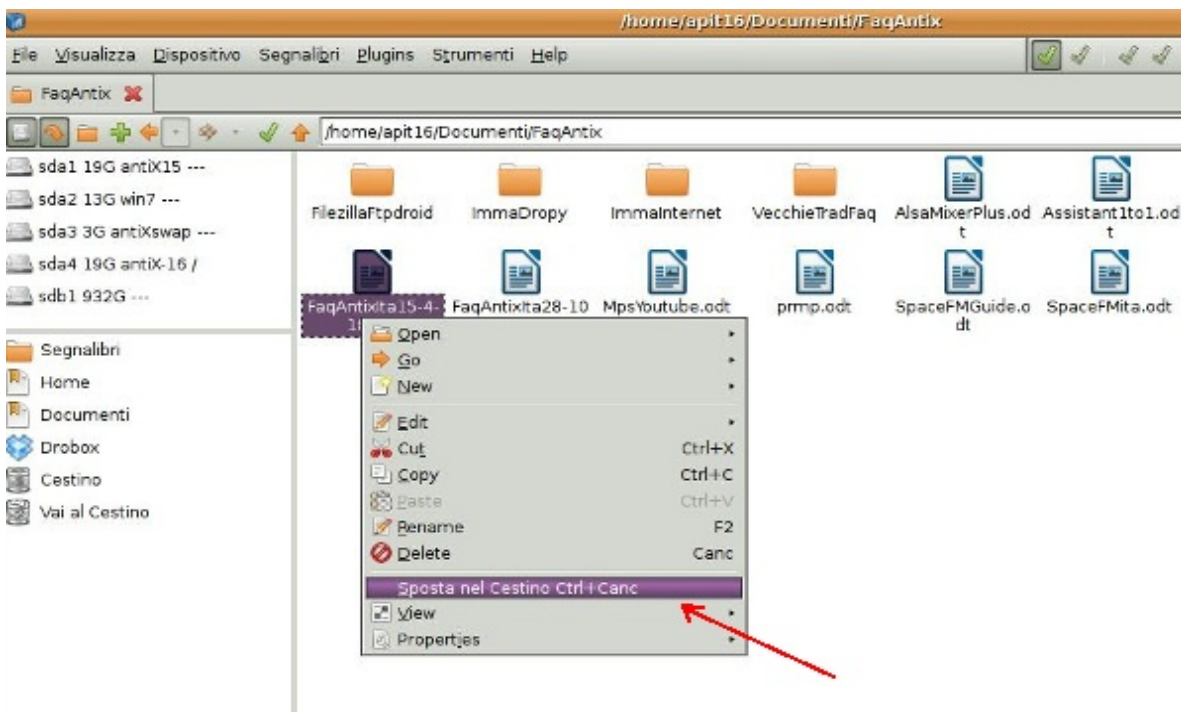 /home/apit16/Documenti/FaqAntix
File Visualizza Dispositivo Segnalibri Plugins Strumenti Help
FaqAntix
/home/apit16/Documenti/FaqAntix
sda1 19G antiX15 ---
sda2 13G win7 ---
sda3 3G antiXswap ---
sda4 19G antiX-16 /
sdb1 932G ---
Segnalibri
Home
Documenti
Drobox
Cestino
Vai al Cestino
FilezillaFtpdroid ImmaDropy ImmaInternet VecchieTradFaq AlsaMixerPlus.od Assistant1to1.od
t t
FaqAntixIta15-4- FaqAntixIta28-10 MpsYoutube.odt prmp.odt SpaceFMGuide.o SpaceFMita.odt
dt
Open
Go
New
Edit
Cut Ctrl+X
Copy Ctrl+C
Paste Ctrl+V
Rename F2
Delete Canc
Sposta nel Cestino Ctrl+Canc
View
Properties